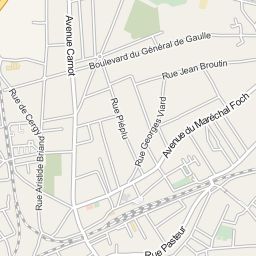 Avenue Carnot
Boulevard du Général de Gaulle
Rue Jean Broutin
Rue de Cergy
Rue Piéplu
Rue Georges Viard
Avenue du Maréchal Foch
Rue Aristide Briand
Rue Pasteur